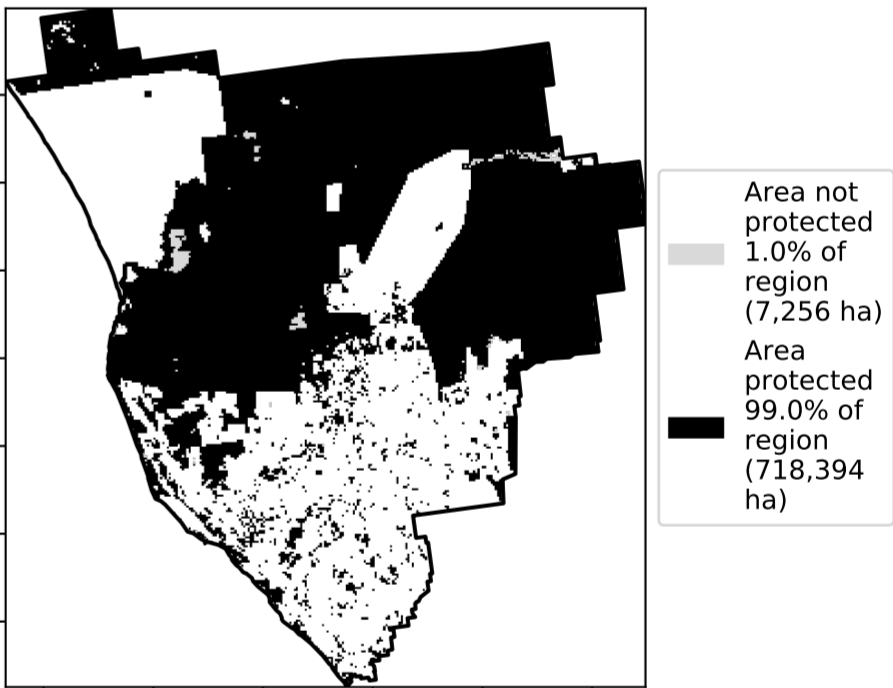 Area not
protected
1.0% of
region
(7,256 ha)
Area
protected
99.0% of
region
(718,394
ha)